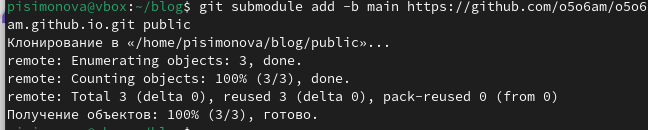 pisimonova@vbox:~/blog$ git submodule add -b main https://github.com/o5o6am/o5o6
am.github.io.git public
Клонирование в «/home/pisimonova/blog/public»...
remote: Enumerating objects: 3, done.
remote: Counting objects: 100% (3/3), done.
remote: Total 3 (delta 0), reused 3 (delta 0), pack-reused 0 (from 0)
Получение объектов: 100% (3/3), готово.